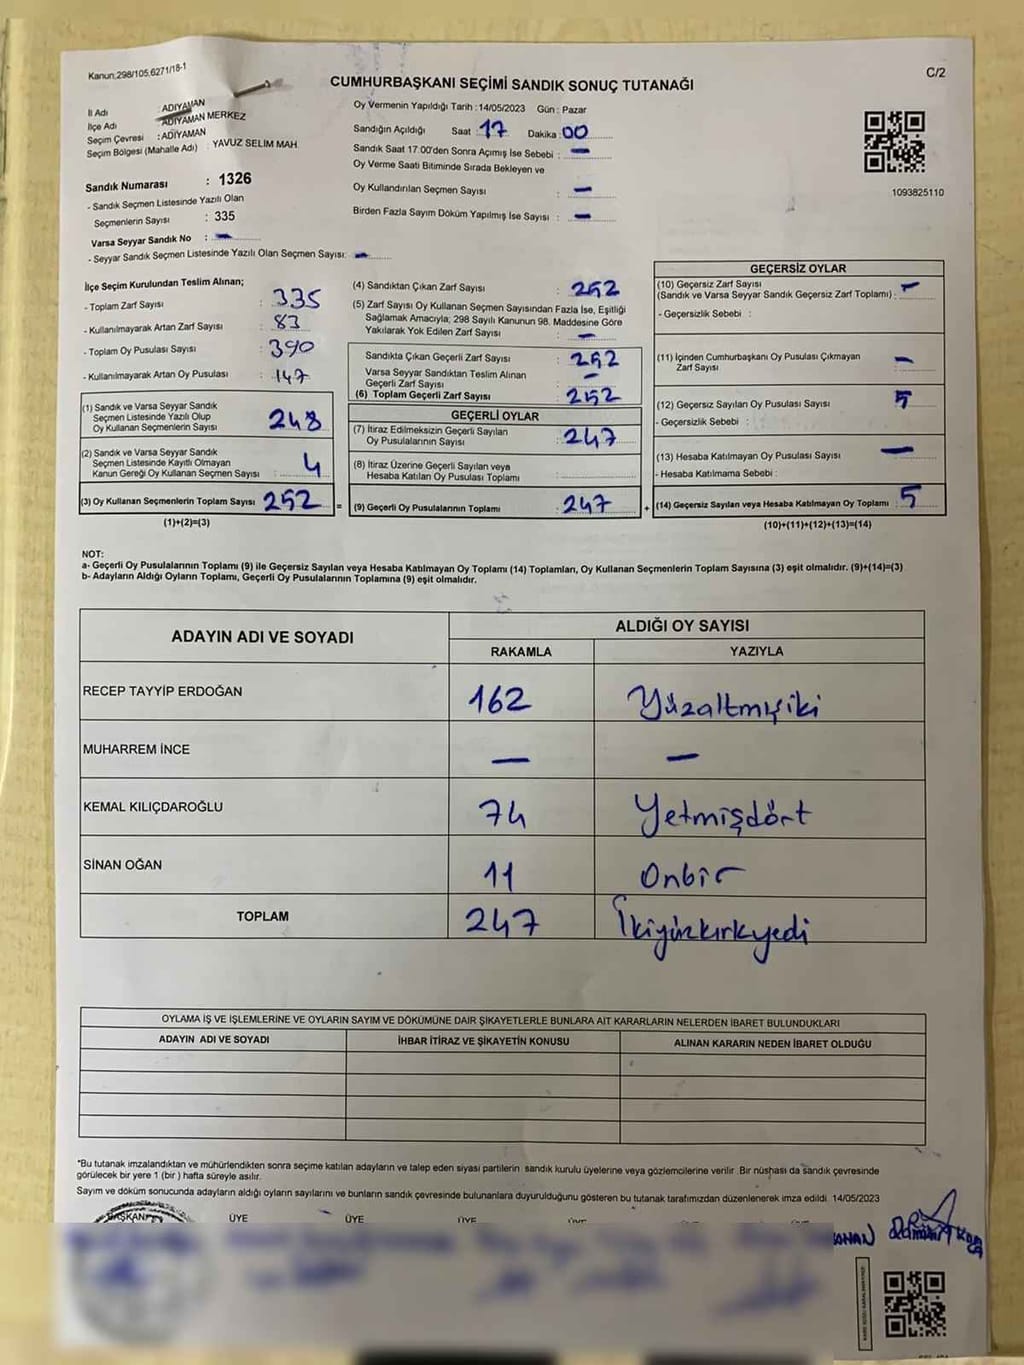 Kanun.298/105.6271/18-1
C/2
CUMHURBAŞKANI SEÇİMİ SANDIK SONUÇ TUTANAĞI
İl Adı : ADIYAMAN
İlçe Adı : ADIYAMAN MERKEZ
Seçim Çevresi : ADIYAMAN
Seçim Bölgesi (Mahalle Adı) : YAVUZ SELİM MAH.
Oy Vermenin Yapıldığı Tarih : 14/05/2023 Gün : Pazar
Sandığın Açıldığı Saat : 17 Dakika : 00
Sandık Saat 17:00'den Sonra Açımış İse Sebebi : —
Oy Verme Saati Bitiminde Sırada Bekleyen ve
Oy Kullandırılan Seçmen Sayısı : —
Birden Fazla Sayım Döküm Yapılmış İse Sayısı : —
1093825110
Sandık Numarası : 1326
- Sandık Seçmen Listesinde Yazılı Olan
Seçmenlerin Sayısı : 335
Varsa Seyyar Sandık No : —
- Seyyar Sandık Seçmen Listesinde Yazılı Olan Seçmen Sayısı: —
İlçe Seçim Kurulundan Teslim Alınan;
- Toplam Zarf Sayısı : 335
- Kullanılmayarak Artan Zarf Sayısı : 83
- Toplam Oy Pusulası Sayısı : 390
- Kullanılmayarak Artan Oy Pusulası : 147
(1) Sandık ve Varsa Seyyar Sandık
Seçmen Listesinde Yazılı Olup
Oy Kullanan Seçmenlerin Sayısı : 248
(2) Sandık ve Varsa Seyyar Sandık
Seçmen Listesinde Kayıtlı Olmayan
Kanun Gereği Oy Kullanan Seçmen Sayısı : 4
(3) Oy Kullanan Seçmenlerin Toplam Sayısı : 252
(1)+(2)=(3)
(4) Sandıktan Çıkan Zarf Sayısı : 252
(5) Zarf Sayısı Oy Kullanan Seçmen Sayısından Fazla İse, Eşitliği
Sağlamak Amacıyla, 298 Sayılı Kanunun 98. Maddesine Göre
Yakılarak Yok Edilen Zarf Sayısı : —
Sandıkta Çıkan Geçerli Zarf Sayısı : 252
Varsa Seyyar Sandıktan Teslim Alınan
Geçerli Zarf Sayısı : —
(6) Toplam Geçerli Zarf Sayısı : 252
GEÇERLİ OYLAR
(7) İtiraz Edilmeksizin Geçerli Sayılan
Oy Pusulalarının Sayısı : 247
(8) İtiraz Üzerine Geçerli Sayılan veya
Hesaba Katılan Oy Pusulası Toplamı :
= (9) Geçerli Oy Pusulalarının Toplamı : 247 +
GEÇERSİZ OYLAR
(10) Geçersiz Zarf Sayısı
(Sandık ve Varsa Seyyar Sandık Geçersiz Zarf Toplamı) : —
- Geçersizlik Sebebi :
(11) İçinden Cumhurbaşkanı Oy Pusulası Çıkmayan
Zarf Sayısı : —
(12) Geçersiz Sayılan Oy Pusulası Sayısı : 5
- Geçersizlik Sebebi :
(13) Hesaba Katılmayan Oy Pusulası Sayısı : —
- Hesaba Katılmama Sebebi :
(14) Geçersiz Sayılan veya Hesaba Katılmayan Oy Toplamı : 5
(10)+(11)+(12)+(13)=(14)
NOT:
a- Geçerli Oy Pusulalarının Toplamı (9) ile Geçersiz Sayılan veya Hesaba Katılmayan Oy Toplamı (14) Toplamları, Oy Kullanan Seçmenlerin Toplam Sayısına (3) eşit olmalıdır. (9)+(14)=(3)
b- Adayların Aldığı Oyların Toplamı, Geçerli Oy Pusulalarının Toplamına (9) eşit olmalıdır.
ADAYIN ADI VE SOYADI
ALDIĞI OY SAYISI
RAKAMLA YAZIYLA
RECEP TAYYİP ERDOĞAN 162 Yüzaltmışiki
MUHARREM İNCE — —
KEMAL KILIÇDAROĞLU 74 Yetmişdört
SİNAN OĞAN 11 Onbir
TOPLAM 247 İkiyüzkırkyedi
OYLAMA İŞ VE İŞLEMLERİNE VE OYLARIN SAYIM VE DÖKÜMÜNE DAİR ŞİKAYETLERLE BUNLARA AİT KARARLARIN NELERDEN İBARET BULUNDUKLARI
ADAYIN ADI VE SOYADI İHBAR İTİRAZ VE ŞİKAYETİN KONUSU ALINAN KARARIN NEDEN İBARET OLDUĞU
*Bu tutanak imzalandıktan ve mühürlendikten sonra seçime katılan adayların ve talep eden siyasi partilerin sandık kurulu üyelerine veya gözlemcilerine verilir. Bir nüshası da sandık çevresinde
görülecek bir yere 1 (bir) hafta süreyle asılır.
Sayım ve döküm sonucunda adayların aldığı oyların sayılarını ve bunların sandık çevresinde bulunanlara duyurulduğunu gösteren bu tutanak tarafımızdan düzenlenerek imza edildi. 14/05/2023
BAŞKAN ÜYE ÜYE ÜYE